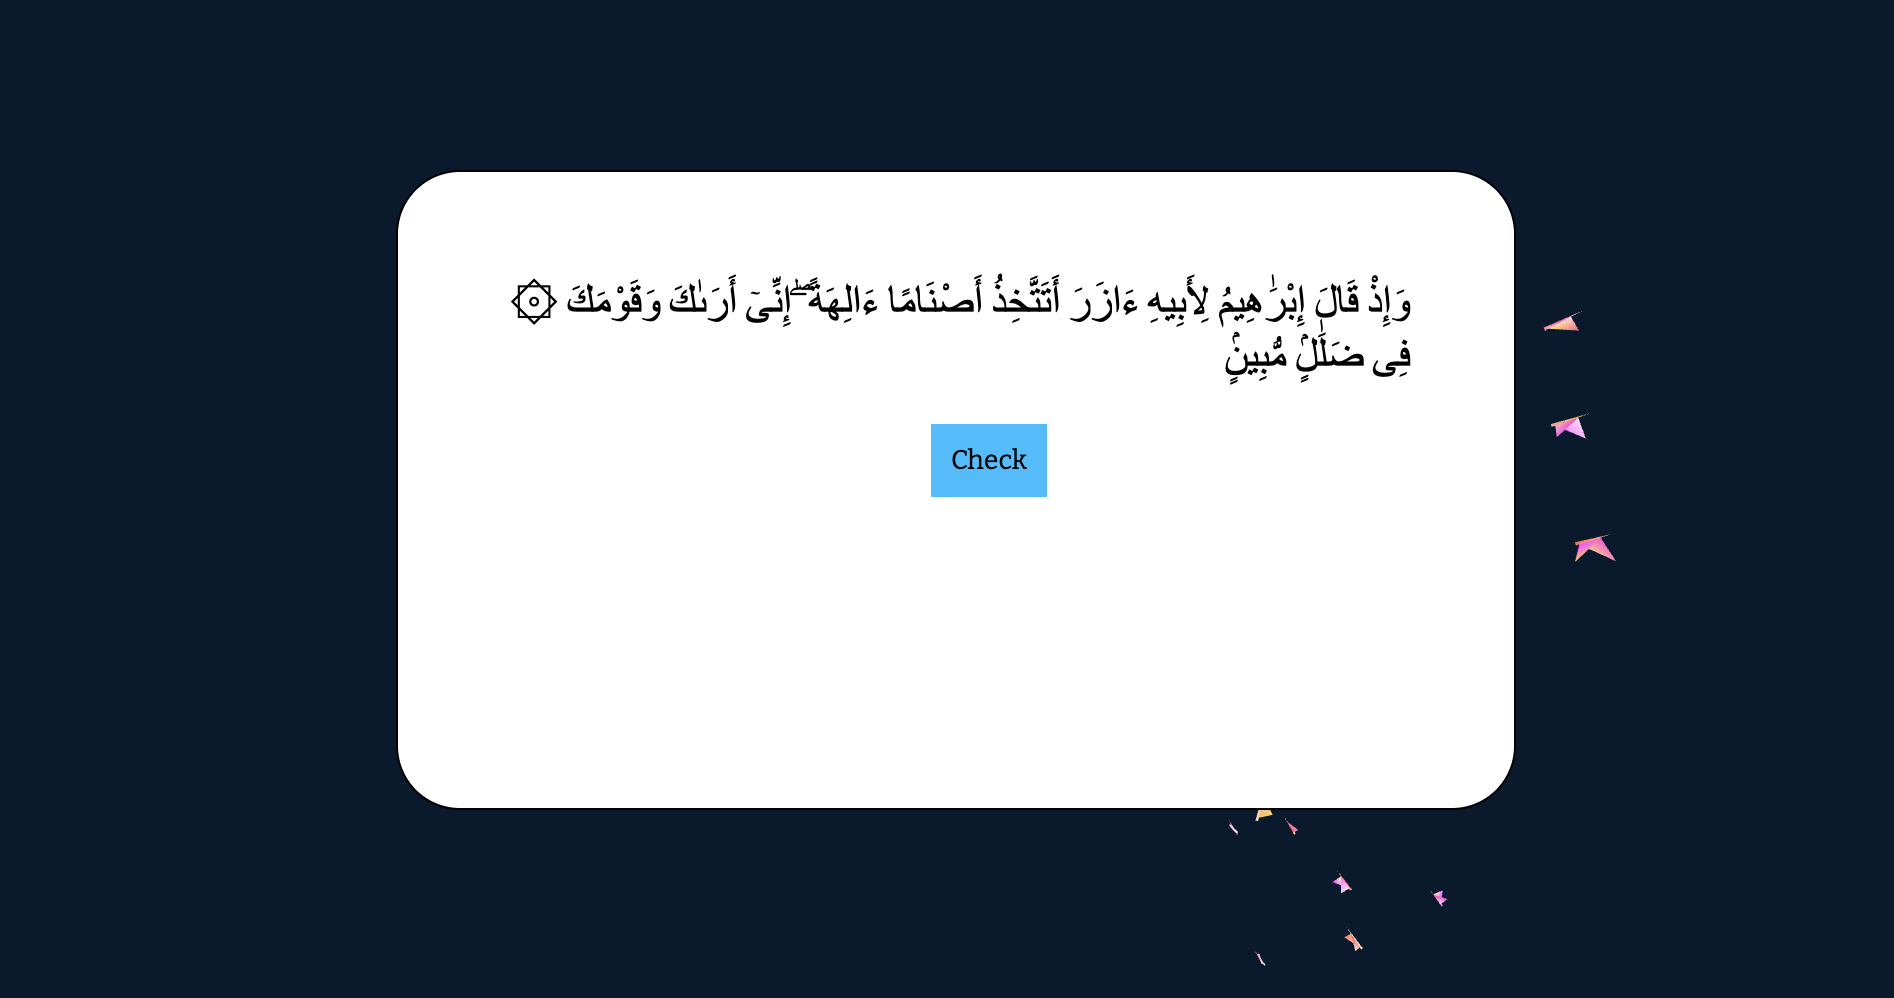 وَإِذْ قَالَ إِبْرَٰهِيمُ لِأَبِيهِ ءَازَرَ أَتَتَّخِذُ أَصْنَامًا ءَالِهَةً ۖ إِنِّىٓ أَرَىٰكَ وَقَوْمَكَ ۞
فِى ضَلَٰلٍۢ مُّبِينٍۢ
Check